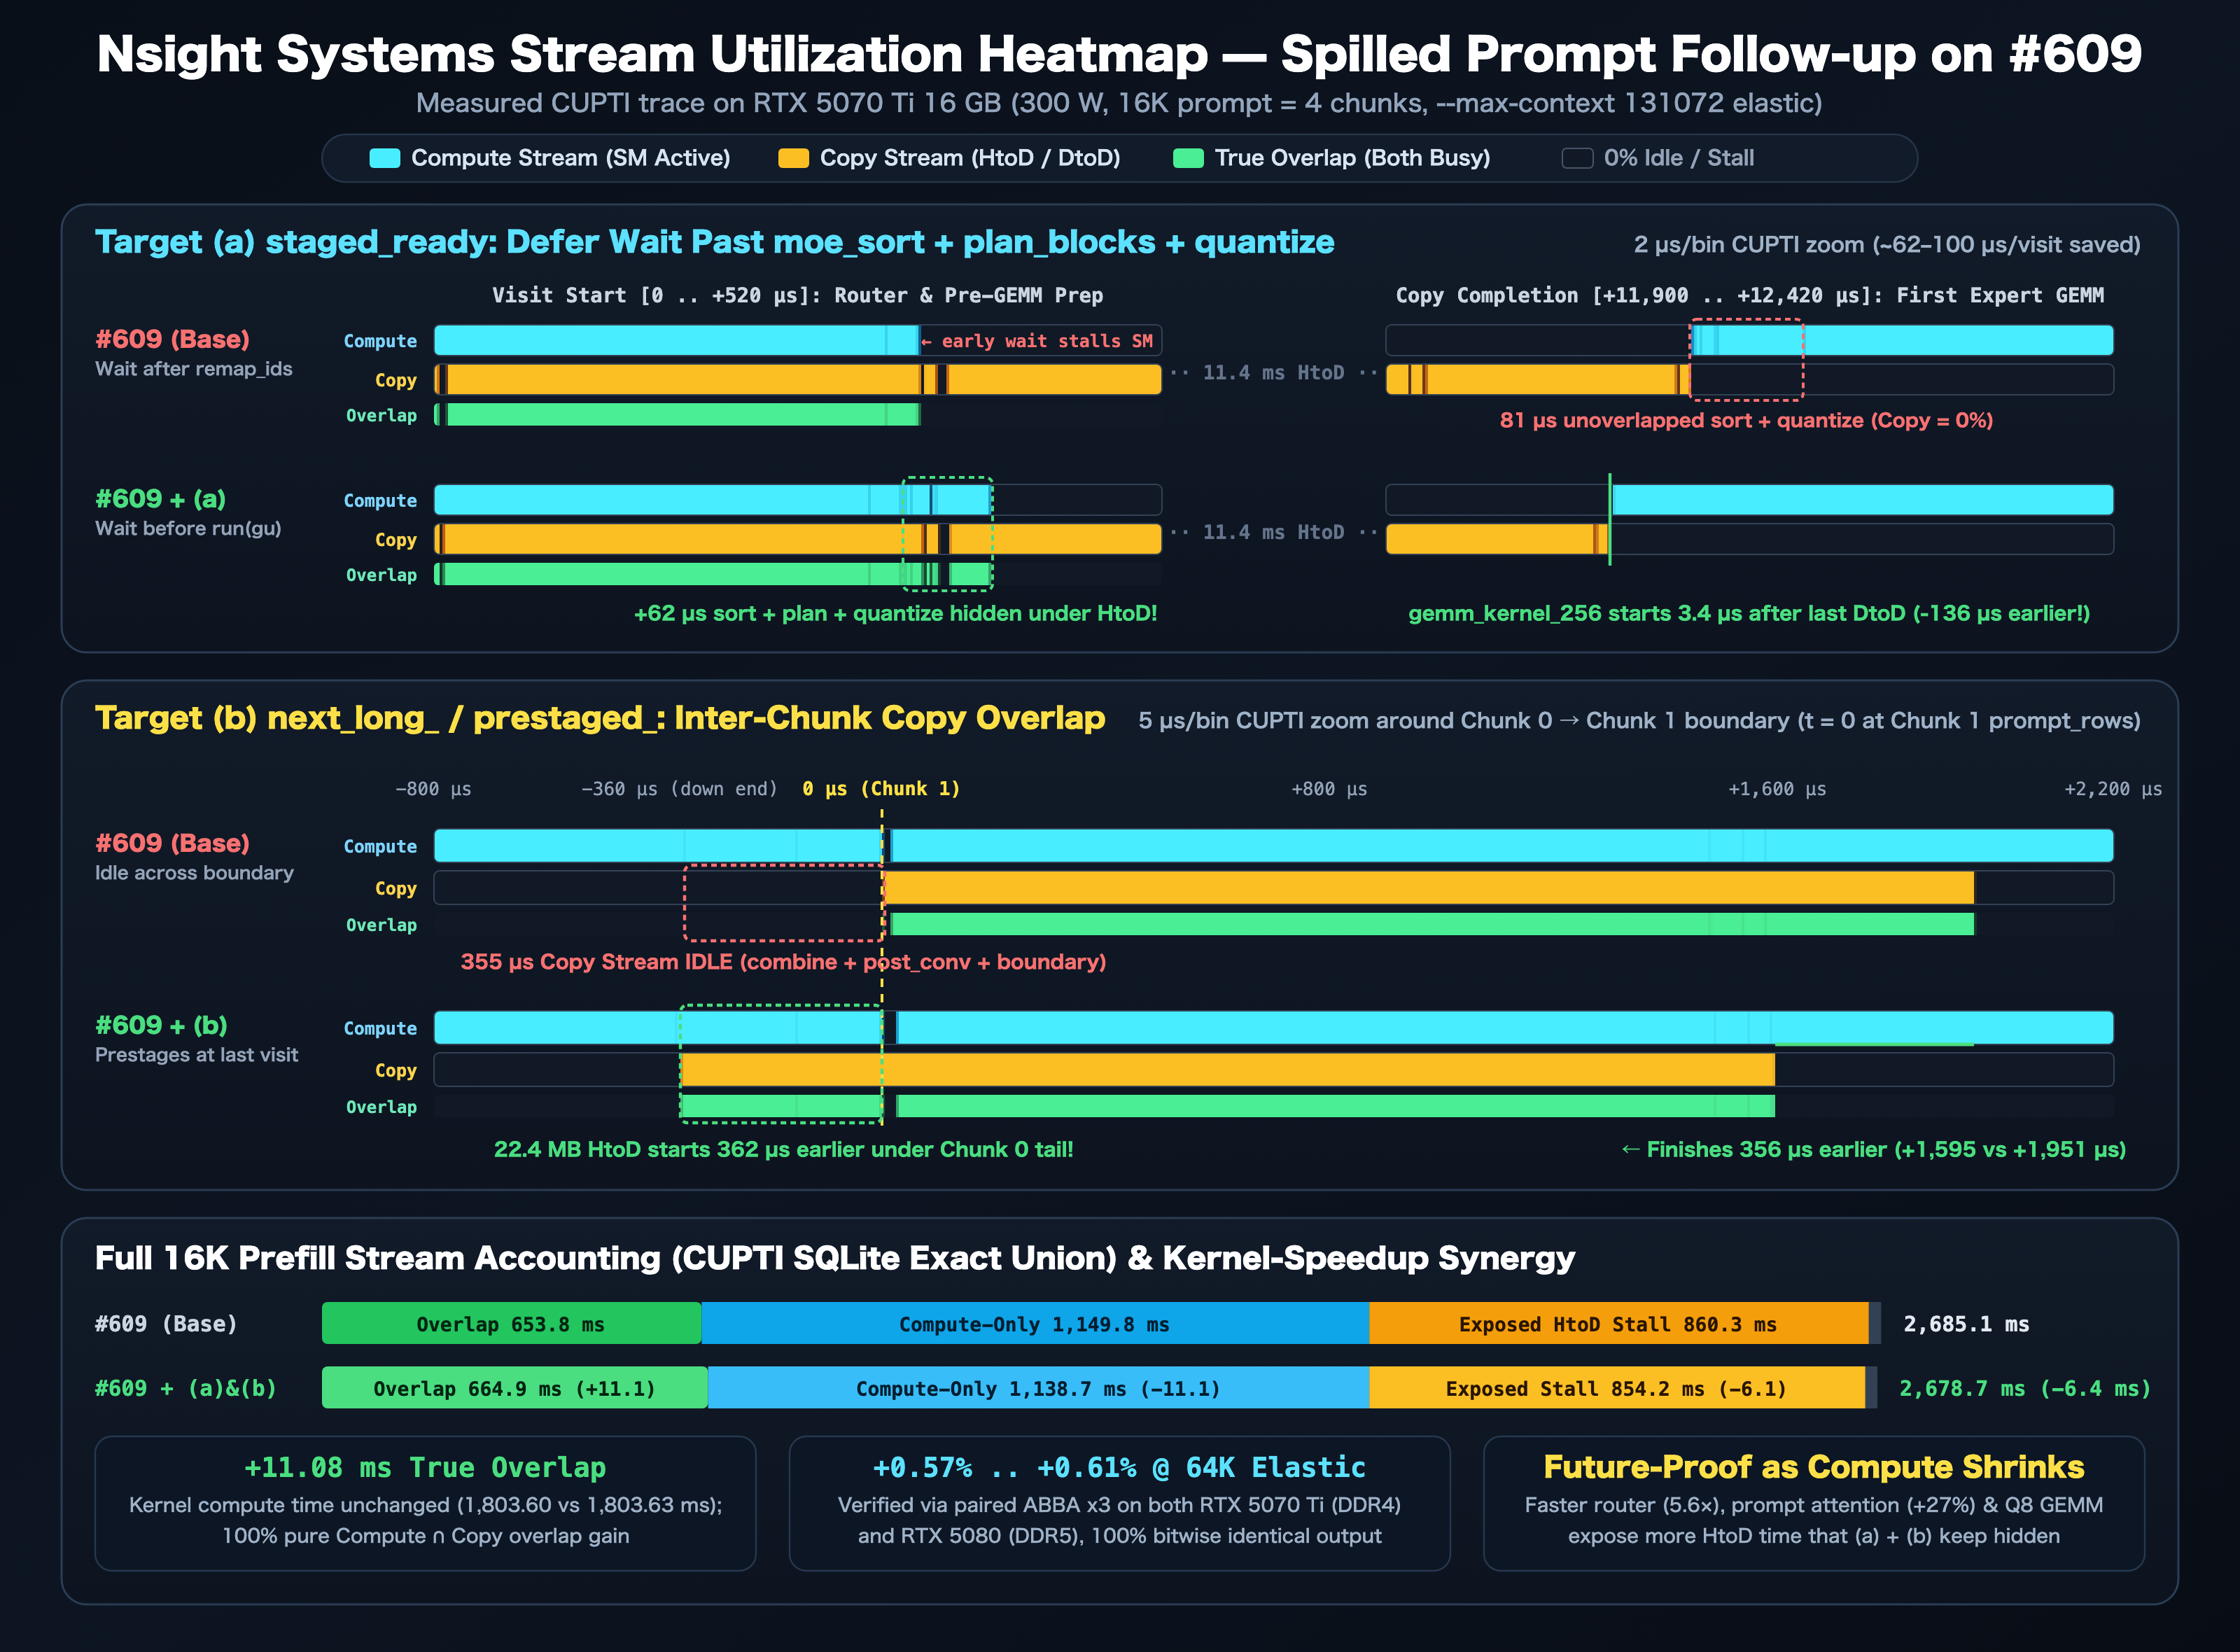 Nsight Systems Stream Utilization Heatmap — Spilled Prompt Follow-up on #609
Measured CUPTI trace on RTX 5070 Ti 16 GB (300 W, 16K prompt = 4 chunks, --max-context 131072 elastic)
Compute Stream (SM Active) Copy Stream (HtoD / DtoD) True Overlap (Both Busy) 0% Idle / Stall
Target (a) staged_ready: Defer Wait Past moe_sort + plan_blocks + quantize
2 µs/bin CUPTI zoom (~62–100 µs/visit saved)
Visit Start [0 .. +520 µs]: Router & Pre-GEMM Prep
Copy Completion [+11,900 .. +12,420 µs]: First Expert GEMM
#609 (Base)
Wait after remap_ids
Compute
← early wait stalls SM
Copy
·· 11.4 ms HtoD ··
Overlap
81 µs unoverlapped sort + quantize (Copy = 0%)
#609 + (a)
Wait before run(gu)
Compute
Copy
·· 11.4 ms HtoD ··
Overlap
+62 µs sort + plan + quantize hidden under HtoD!
gemm_kernel_256 starts 3.4 µs after last DtoD (-136 µs earlier!)
Target (b) next_long_ / prestaged_: Inter-Chunk Copy Overlap
5 µs/bin CUPTI zoom around Chunk 0 → Chunk 1 boundary (t = 0 at Chunk 1 prompt_rows)
−800 µs −360 µs (down end) 0 µs (Chunk 1) +800 µs +1,600 µs +2,200 µs
#609 (Base)
Idle across boundary
Compute
Copy
Overlap
355 µs Copy Stream IDLE (combine + post_conv + boundary)
#609 + (b)
Prestages at last visit
Compute
Copy
Overlap
22.4 MB HtoD starts 362 µs earlier under Chunk 0 tail!
← Finishes 356 µs earlier (+1,595 vs +1,951 µs)
Full 16K Prefill Stream Accounting (CUPTI SQLite Exact Union) & Kernel-Speedup Synergy
#609 (Base) Overlap 653.8 ms Compute-Only 1,149.8 ms Exposed HtoD Stall 860.3 ms 2,685.1 ms
#609 + (a)&(b) Overlap 664.9 ms (+11.1) Compute-Only 1,138.7 ms (−11.1) Exposed Stall 854.2 ms (−6.1) 2,678.7 ms (−6.4 ms)
+11.08 ms True Overlap
Kernel compute time unchanged (1,803.60 vs 1,803.63 ms);
100% pure Compute ∩ Copy overlap gain
+0.57% .. +0.61% @ 64K Elastic
Verified via paired ABBA x3 on both RTX 5070 Ti (DDR4)
and RTX 5080 (DDR5), 100% bitwise identical output
Future-Proof as Compute Shrinks
Faster router (5.6×), prompt attention (+27%) & Q8 GEMM
expose more HtoD time that (a) + (b) keep hidden